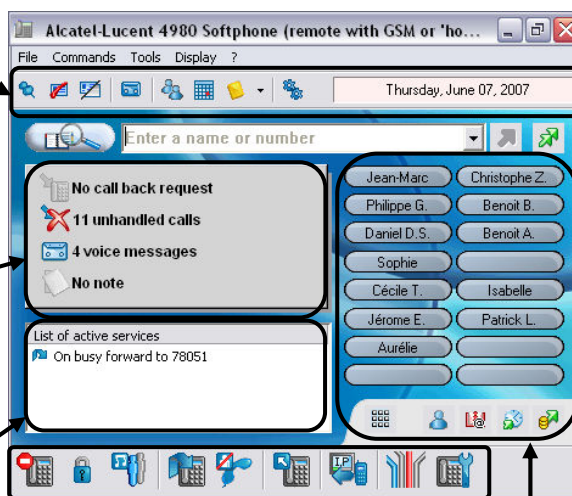 Alcatel-Lucent 4980 Softphone (remote with GSM or 'ho...
File Commands Tools Display ?
Thursday, June 07, 2007
Enter a name or number
No call back request
11 unhandled calls
4 voice messages
No note
List of active services
On busy forward to 78051
Jean-Marc Christophe Z.
Philippe G. Benoit B.
Daniel D.S. Benoit A.
Sophie
Cécile T. Isabelle
Jérome E. Patrick L.
Aurélie
IP